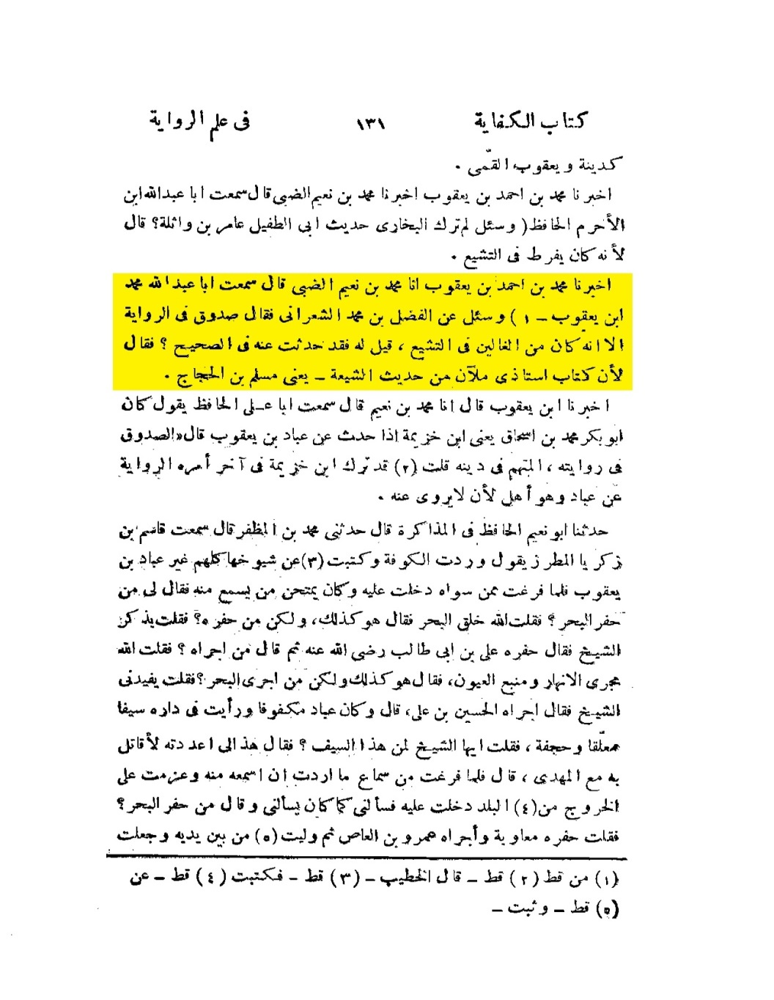 كتاب الكفاية ١٣١ فى علم الرواية
كدينة ويعقوب القمّى .
اخبرنا محمد بن احمد بن يعقوب اخبرنا محمد بن نعيم الضبى قال سمعت ابا عبدالله ابن
الأخرم الحافظ ( وسئل لم ترك البخارى حديث ابى الطفيل عامر بن واثلة؟ قال
لأنه كان يفرط فى التشيع .
اخبرنا محمد بن احمد بن يعقوب انا محمد بن نعيم الضبى قال سمعت ابا عبدالله محمد
ابن يعقوب – ١ ) وسئل عن الفضل بن محمد الشعرانى فقال صدوق فى الرواية
الا انه كان من الغالين فى التشيع ، قيل له فقد حدثت عنه فى الصحيح ؟ فقال
لأن كتاب استاذى ملآن من حديث الشيعة – يعنى مسلم بن الحجاج .
اخبرنا ابن يعقوب قال انا محمد بن نعيم قال سمعت ابا عـلى الحافظ يقول كان
ابو بكر محمد بن اسحاق يعنى ابن خزيمة اذا حدث عن عباد بن يعقوب قال «الصدوق
فى روايته ، المتهم فى دينه قلت (٢) قد ترك ابن خزيمة فى آخر أمره الرواية
عن عباد وهو أهل لأن لا يروى عنه .
حدثنا ابو نعيم الحافظ فى المذاكرة قال حدثنى محمد بن المظفر قال سمعت قاسم بن
زكريا المطرز يقول وردت الكوفة وكتبت (٣) عن شيوخها كلهم غير عباد بن
يعقوب فلما فرغت ممن سواه دخلت عليه وكان يمتحن من يسمع منه فقال لى من
حفر البحر ؟ فقلت الله خلق البحر فقال هو كذلك، ولكن من حفره؟ فقلت يذكر
الشيخ فقال حفره على بن ابى طالب رضى الله عنه ثم قال من اجراه ؟ فقلت الله
مجرى الانهار ومنبع العيون، فقال هو كذلك ولكن من اجرى البحر ؟ فقلت يفيدنى
الشيخ فقال اجراه الحسين بن على، قال وكان عباد مكفوفا ورأيت فى داره سيفا
معلّقا وحجفة ، فقلت ايها الشيخ لمن هذا السيف ؟ فقال هذا لى اعددته لأقاتل
به مع المهدى ، قال فلما فرغت من سماع ما اردت ان اسمعه منه وعزمت على
الخروج من (٤) البلد دخلت عليه فسألنى كما كان يسألنى وقال من حفر البحر؟
فقلت حفره معاوية وأجراه عمرو بن العاص ثم وليت (٥) من بين يديه وجعلت
(١) من قط (٢) قط – قال الخطيب – (٣) قط – فكتبت (٤) قط – عن
(٥) قط – وثبت –